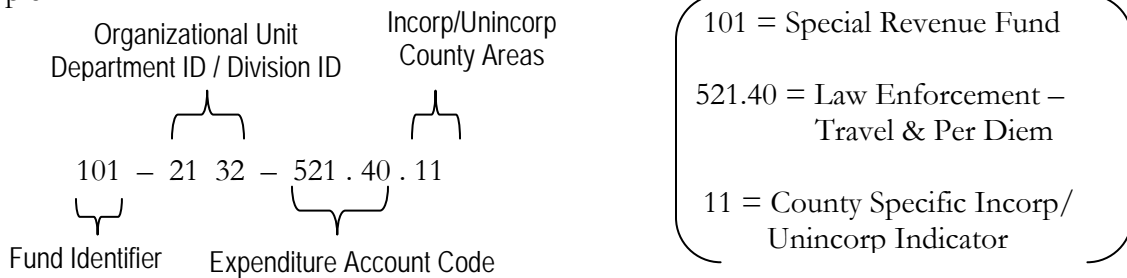 Organizational Unit
Department ID / Division ID
Incorp/Unincorp
County Areas
101 – 21 32 – 521 . 40 . 11
Fund Identifier
Expenditure Account Code
101 = Special Revenue Fund
521.40 = Law Enforcement –
Travel & Per Diem
11 = County Specific Incorp/
Unincorp Indicator